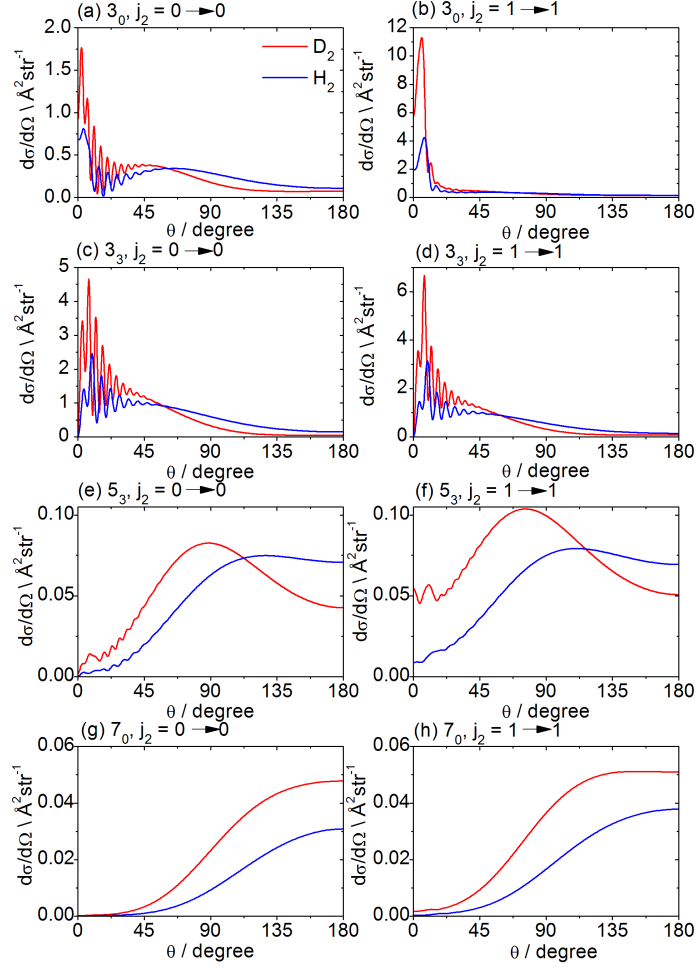 (a) 3₀, j₂ = 0→0
(b) 3₀, j₂ = 1→1
2.0
1.5
1.0
0.5
0.0
dσ/dΩ \ Å²str⁻¹
D₂
H₂
12
10
8
6
4
2
0
dσ/dΩ \ Å²str⁻¹
0 45 90 135 180
θ / degree
0 45 90 135 180
θ / degree
(c) 3₃, j₂ = 0→0
(d) 3₃, j₂ = 1→1
5
4
3
2
1
0
dσ/dΩ \ Å²str⁻¹
6
4
2
0
dσ/dΩ \ Å²str⁻¹
0 45 90 135 180
θ / degree
0 45 90 135 180
θ / degree
(e) 5₃, j₂ = 0→0
(f) 5₃, j₂ = 1→1
0.10
0.05
0.00
dσ/dΩ \ Å²str⁻¹
0.10
0.05
0.00
dσ/dΩ \ Å²str⁻¹
0 45 90 135 180
θ / degree
0 45 90 135 180
θ / degree
(g) 7₀, j₂ = 0→0
(h) 7₀, j₂ = 1→1
0.06
0.04
0.02
0.00
dσ/dΩ \ Å²str⁻¹
0.06
0.04
0.02
0.00
dσ/dΩ \ Å²str⁻¹
0 45 90 135 180
θ / degree
0 45 90 135 180
θ / degree